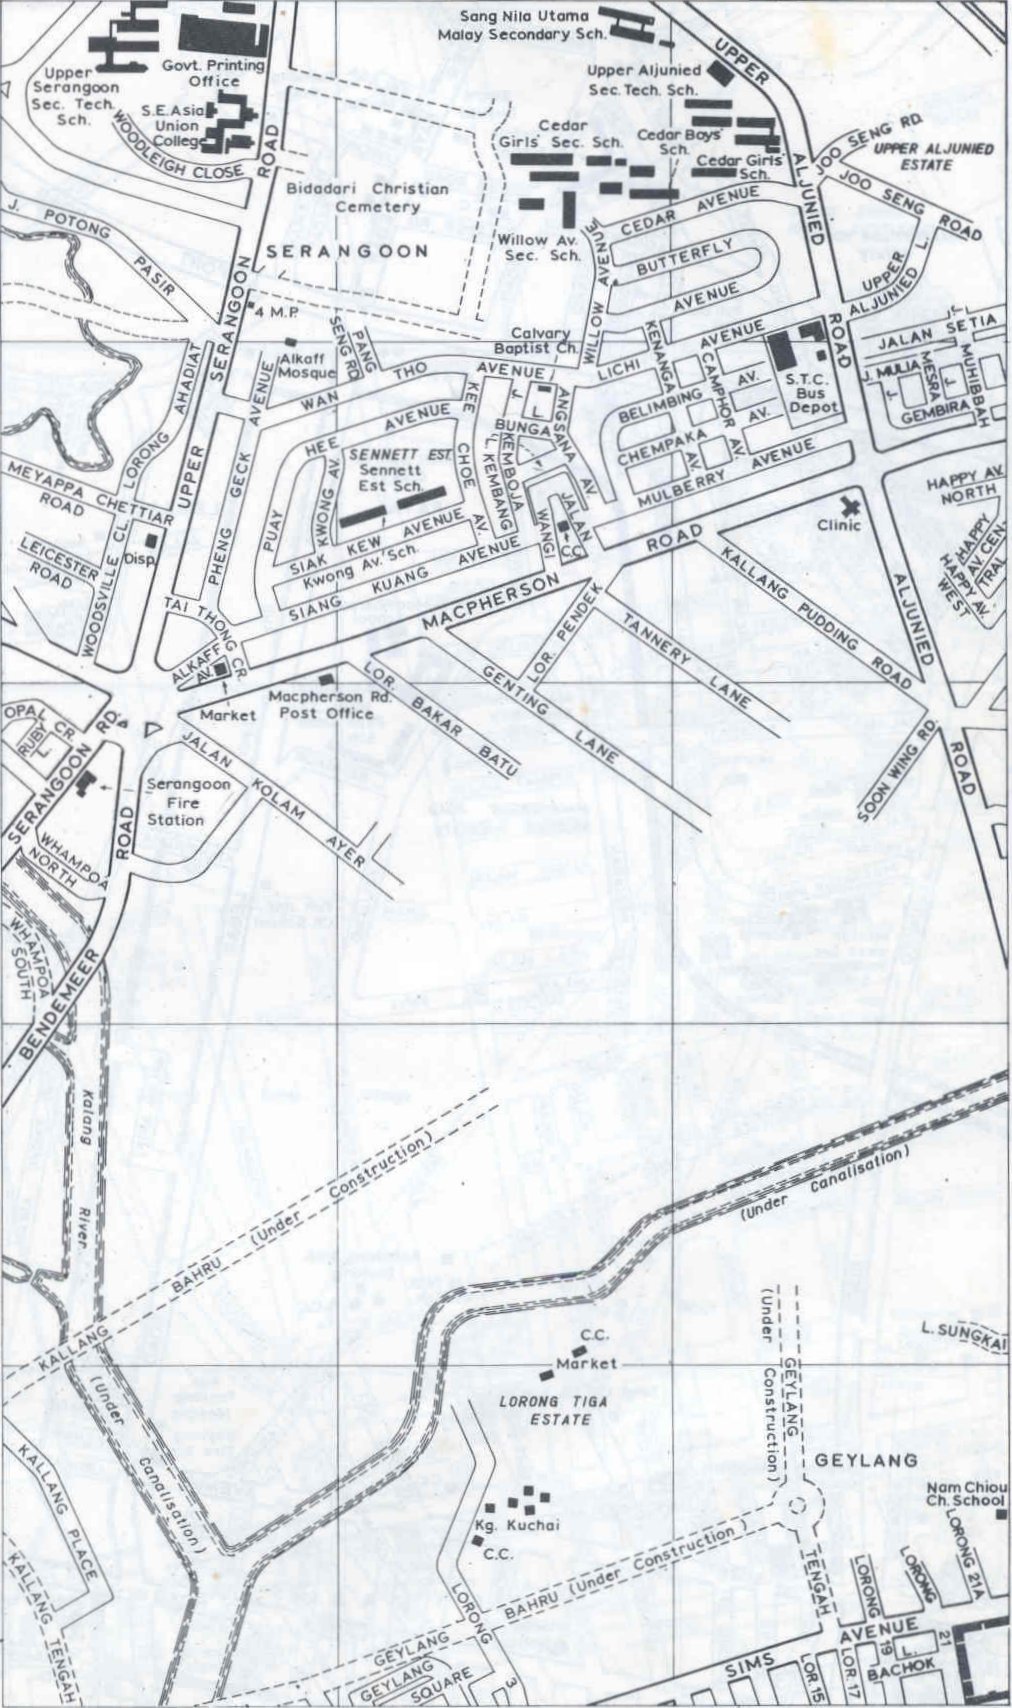 Sang Nila Utama
Malay Secondary Sch.
UPPER
Upper
Serangoon
Sec. Tech.
Sch.
Govt. Printing
Office
S.E.Asia
Union
College
WOODLEIGH CLOSE
ROAD
Upper Aljunied
Sec. Tech. Sch.
Cedar
Girls' Sec. Sch.
Cedar Boys'
Sch.
Cedar Girls'
Sch.
JOO SENG RD.
UPPER ALJUNIED
ESTATE
JOO SENG ROAD
ALJUNIED
Bidadari Christian
Cemetery
SERANGOON
J. POTONG
PASIR
Willow Av.
Sec. Sch.
CEDAR AVENUE
BUTTERFLY
AVENUE
WILLOW AVENUE
UPPER
ALJUNIED L.
4 M.P.
SENG RD.
PANG
Alkaff
Mosque
Calvary
Baptist Ch.
KENANGA
AVENUE
LICHI
ROAD
JALAN SETIA
J. MULIA
MESRA
J.
J.
J.
MUHIBBAH
GEMBIRA
S.T.C.
Bus
Depot
CAMPHOR AV.
AV.
AV.
AV.
BELIMBING
CHEMPAKA
MULBERRY AVENUE
WAN THO AVENUE
LORONG AHADIAT
UPPER SERANGOON
PHENG GECK AVENUE
PUAY HEE AVENUE
KWONG AV.
KEE CHOE AV.
SENNETT EST.
Sennett
Est Sch.
SIAK KEW AVENUE
Kwong Av. Sch.
SIANG KUANG AVENUE
J.
L.
BUNGA
KEMBOJA
L. KEMBANG
ANGSANA AV.
JALAN
WANGI
C.C.
MEYAPPA CHETTIAR
ROAD
LEICESTER
ROAD
WOODSVILLE CL.
Disp.
TAI THONG CR.
ALKAFF
AV.
Market
MACPHERSON ROAD
Clinic
HAPPY AV.
NORTH
HAPPY
AV. CEN-
TRAL
HAPPY AV.
WEST
KALLANG PUDDING ROAD
ALJUNIED
LOR. PENDEK
TANNERY LANE
GENTING LANE
LOR. BAKAR BATU
Macpherson Rd.
Post Office
OPAL CR.
RUBY
L.
SERANGOON RD.
Serangoon
Fire
Station
JALAN KOLAM AYER
SOON WING RD.
ROAD
WHAMPOA
NORTH
WHAMPOA
SOUTH
BENDEMEER ROAD
Kalang River
KALLANG BAHRU (Under Construction)
(Under Canalisation)
(Under Canalisation)
(Under Construction)
GEYLANG
L. SUNGKAI
C.C.
Market
LORONG TIGA
ESTATE
GEYLANG
Nam Chiou
Ch. School
KALLANG PLACE
KALLANG TENGAH
Kg. Kuchai
C.C.
LORONG
3
GEYLANG BAHRU (Under Construction)
TENGAH
GEYLANG
SQUARE
LORONG
19
LORONG
21
LORONG 21A
SIMS AVENUE
LOR. 15
LOR. 17
L.
BACHOK